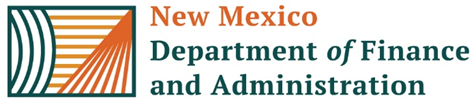 New Mexico
Department of Finance
and Administration